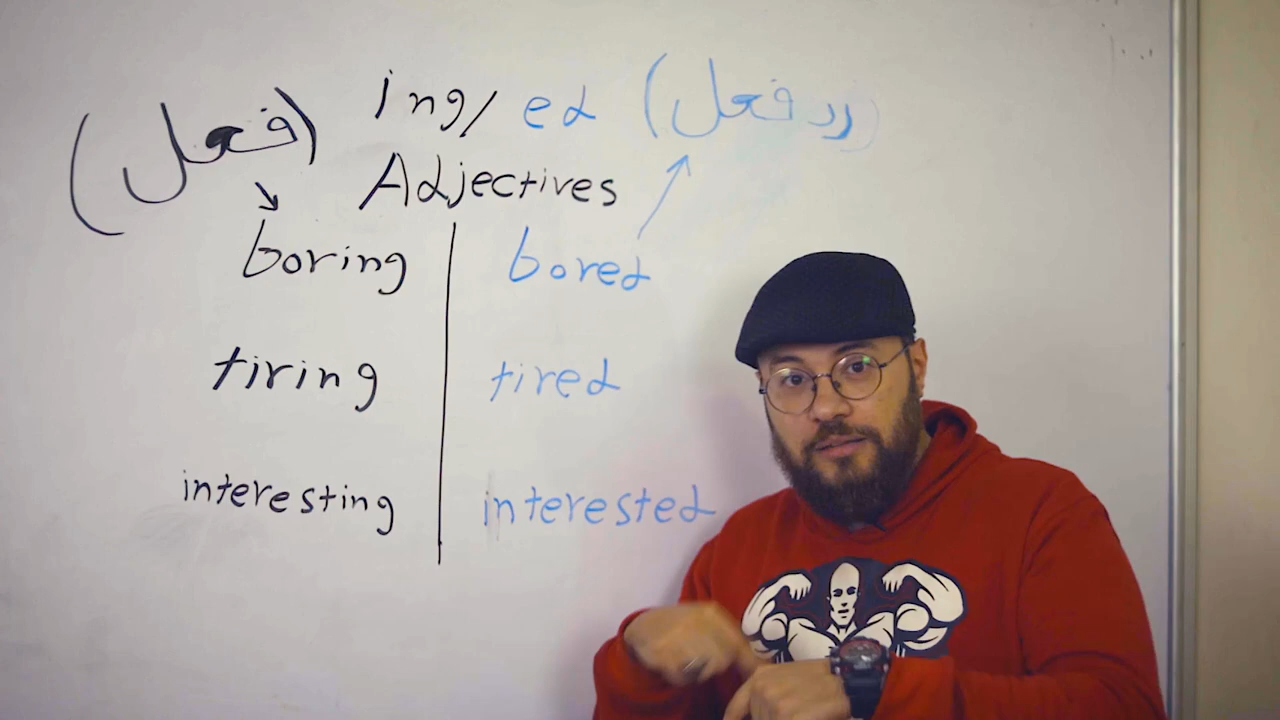 (فعل) ing/ed (رد فعل)
Adjectives
boring bored
tiring tired
interesting interested